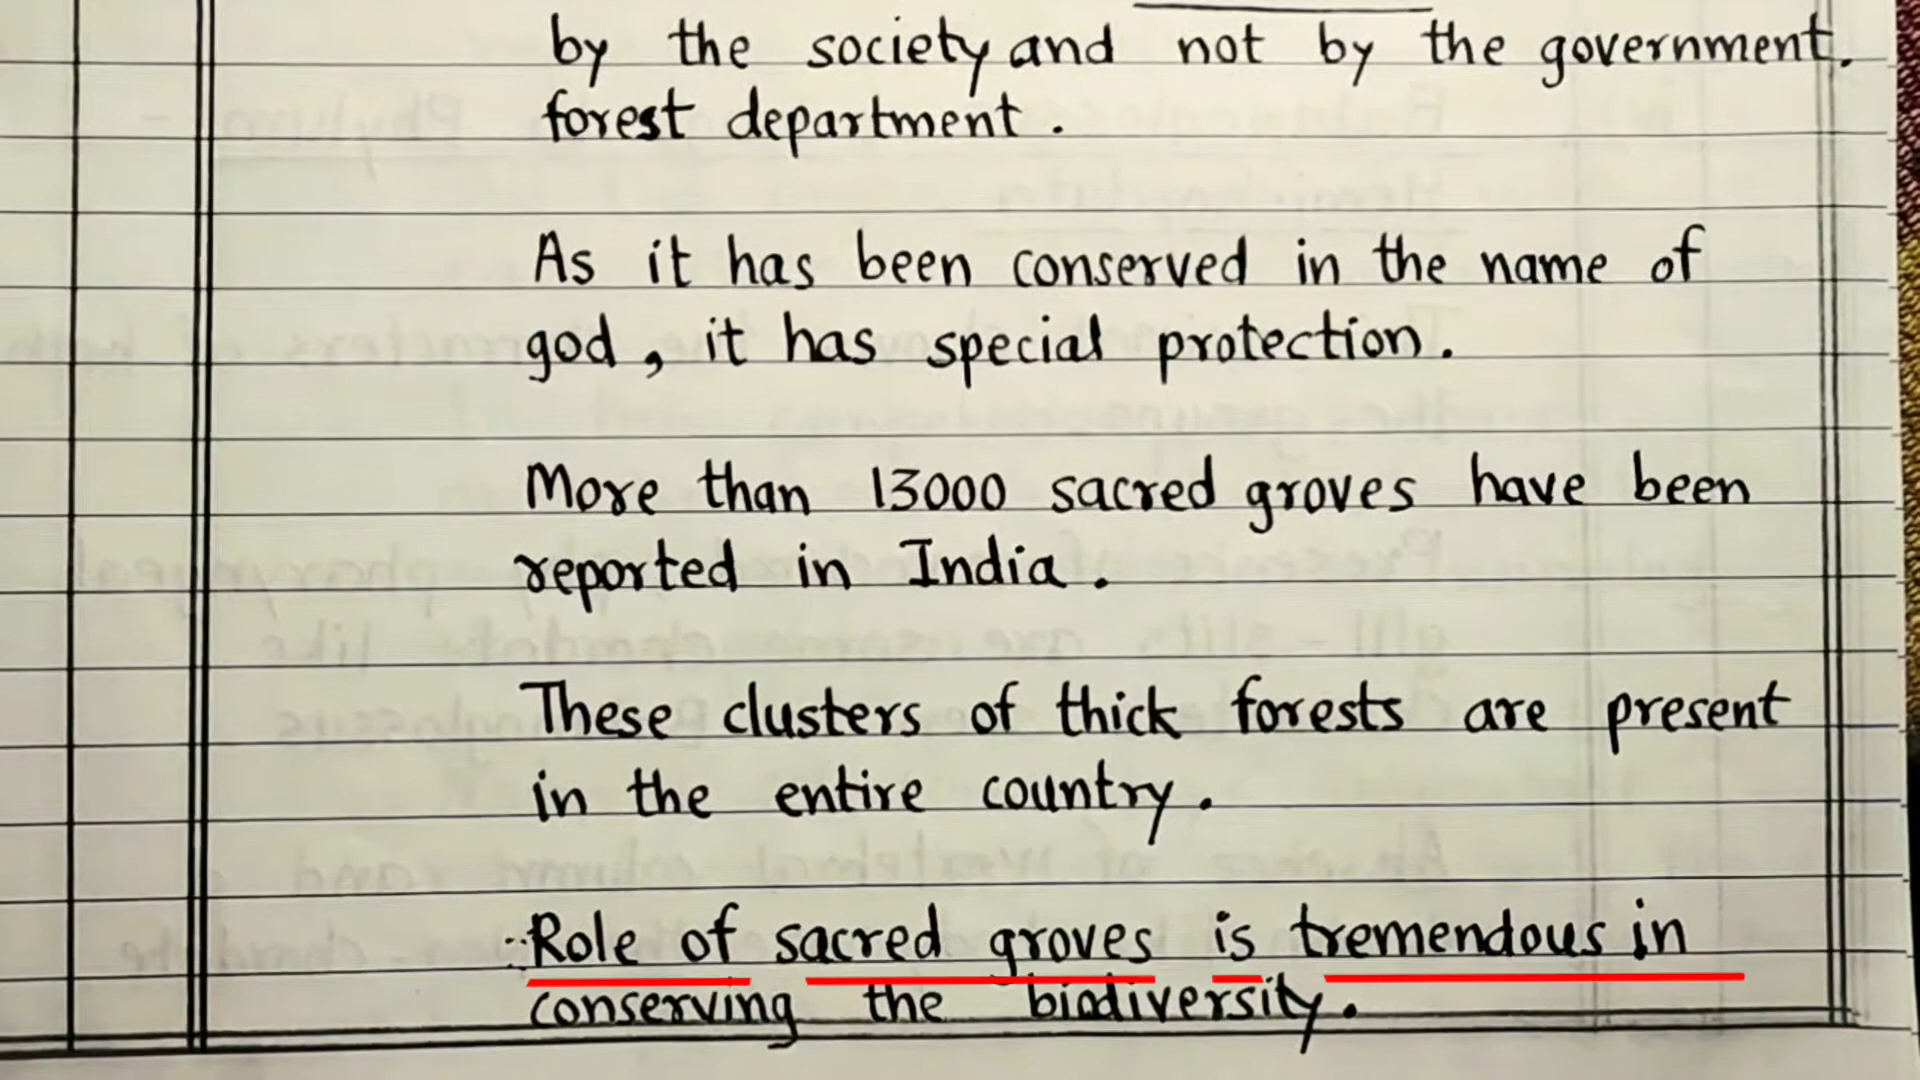 by the society and not by the government.
forest department.
As it has been conserved in the name of
god, it has special protection.
More than 13000 sacred groves have been
reported in India.
These clusters of thick forests are present
in the entire country.
Role of sacred groves is tremendous in
conserving the biodiversity.